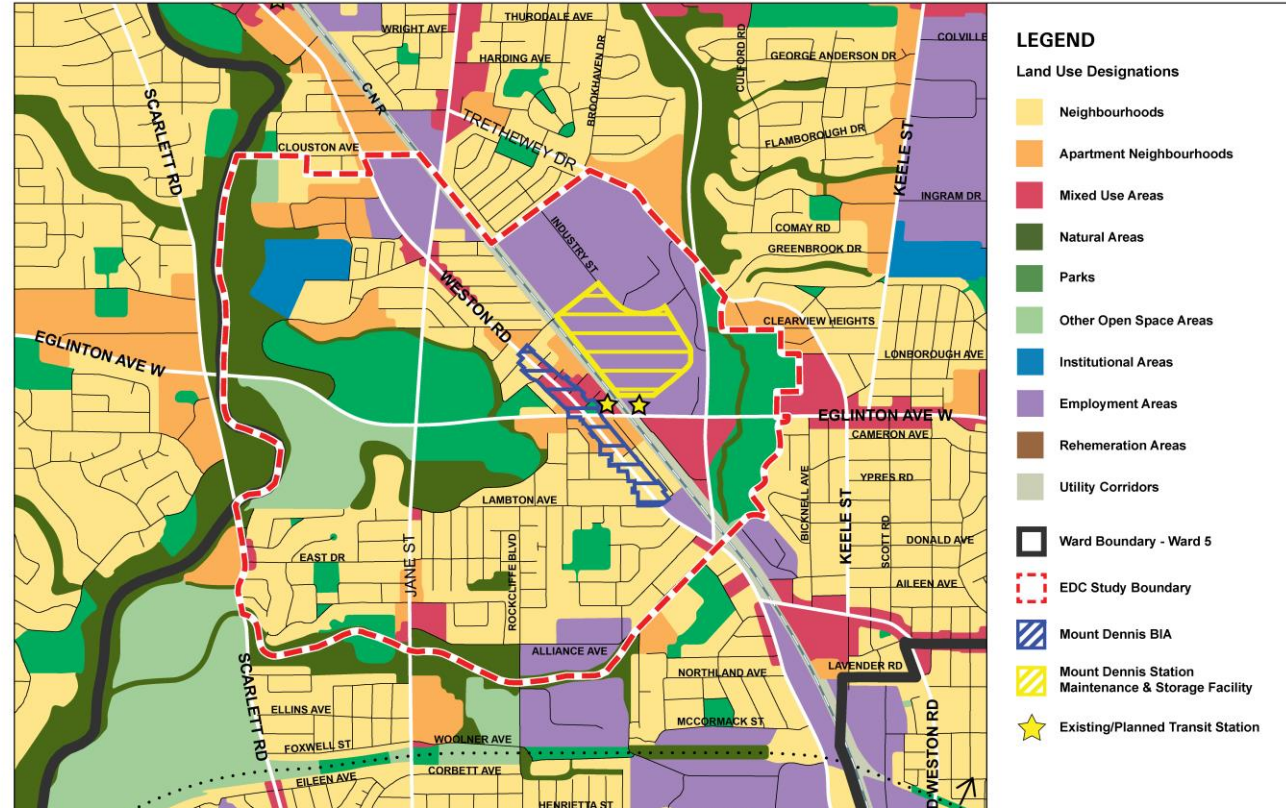 THURODALE AVE
WRIGHT AVE
COLVILLE
LEGEND
Land Use Designations
HARDING AVE
BROOKHAVEN DR
CULFORD RD
GEORGE ANDERSON DR
SCARLETT RD
C N R
TRETHEWEY DR
FLAMBOROUGH DR
KEELE ST
CLOUSTON AVE
INGRAM DR
COMAY RD
GREENBROOK DR
INDUSTRY ST
WESTON RD
CLEARVIEW HEIGHTS
EGLINTON AVE W
LONBOROUGH AVE
EGLINTON AVE W
CAMERON AVE
YPRES RD
LAMBTON AVE
BICKNELL AVE
KEELE ST
SCOTT RD
DONALD AVE
EAST DR
JANE ST
ROCKCLIFFE BLVD
AILEEN AVE
ALLIANCE AVE
SCARLETT RD
NORTHLAND AVE
LAVENDER RD
ELLINS AVE
MCCORMACK ST
FOXWELL ST
WOOLNER AVE
EILEEN AVE
CORBETT AVE
D WESTON RD
HENRIETTA ST
Neighbourhoods
Apartment Neighbourhoods
Mixed Use Areas
Natural Areas
Parks
Other Open Space Areas
Institutional Areas
Employment Areas
Rehemeration Areas
Utility Corridors
Ward Boundary - Ward 5
EDC Study Boundary
Mount Dennis BIA
Mount Dennis Station
Maintenance & Storage Facility
Existing/Planned Transit Station